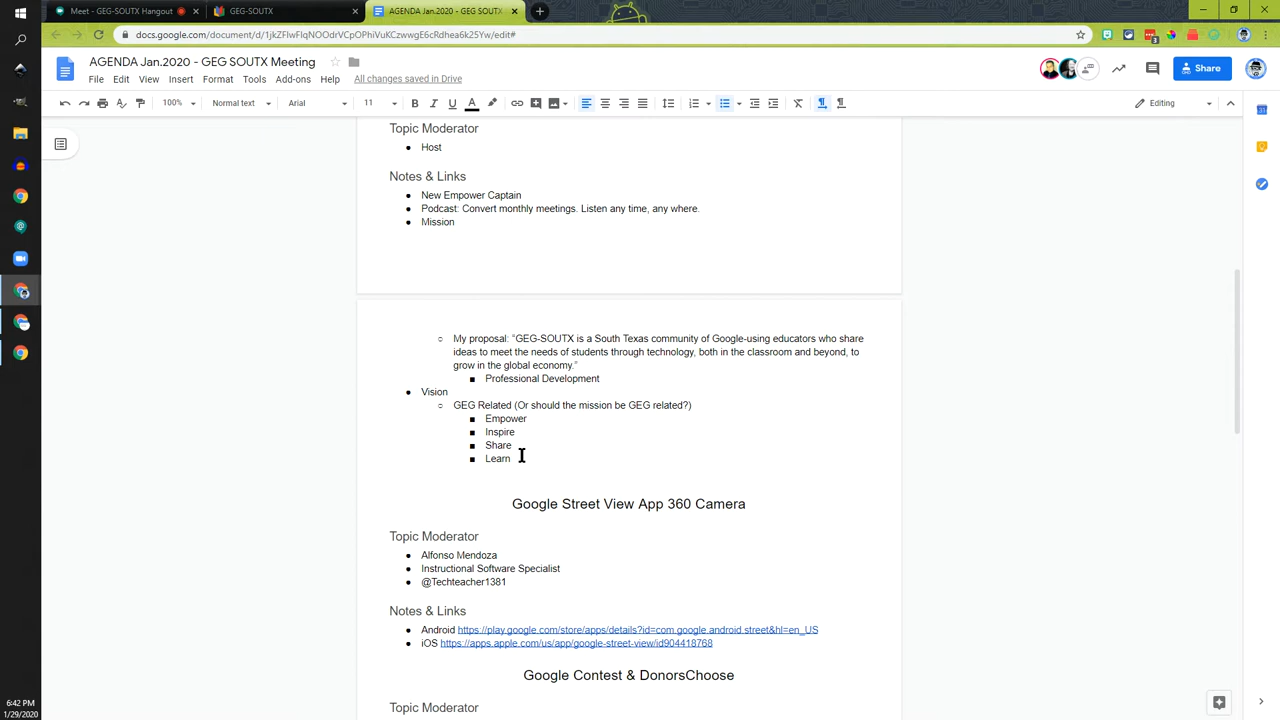 Meet - GEG-SOUTX Hangout
GEG-SOUTX
AGENDA Jan.2020 - GEG SOUTX
docs.google.com/document/d/1jkZFlwFlqNOOdrVCpOPhiVuKCzwwgE6cRdhea6k25Yw/edit#
AGENDA Jan.2020 - GEG SOUTX Meeting
File Edit View Insert Format Tools Add-ons Help All changes saved in Drive
Share
100% Normal text Arial 11 Editing
Topic Moderator
● Host
Notes & Links
● New Empower Captain
● Podcast: Convert monthly meetings. Listen any time, any where.
● Mission
○ My proposal: “GEG-SOUTX is a South Texas community of Google-using educators who share
ideas to meet the needs of students through technology, both in the classroom and beyond, to
grow in the global economy.”
■ Professional Development
● Vision
○ GEG Related (Or should the mission be GEG related?)
■ Empower
■ Inspire
■ Share
■ Learn
Google Street View App 360 Camera
Topic Moderator
● Alfonso Mendoza
● Instructional Software Specialist
● @Techteacher1381
Notes & Links
● Android https://play.google.com/store/apps/details?id=com.google.android.street&hl=en_US
● iOS https://apps.apple.com/us/app/google-street-view/id904418768
Google Contest & DonorsChoose
Topic Moderator
6:42 PM
1/29/2020